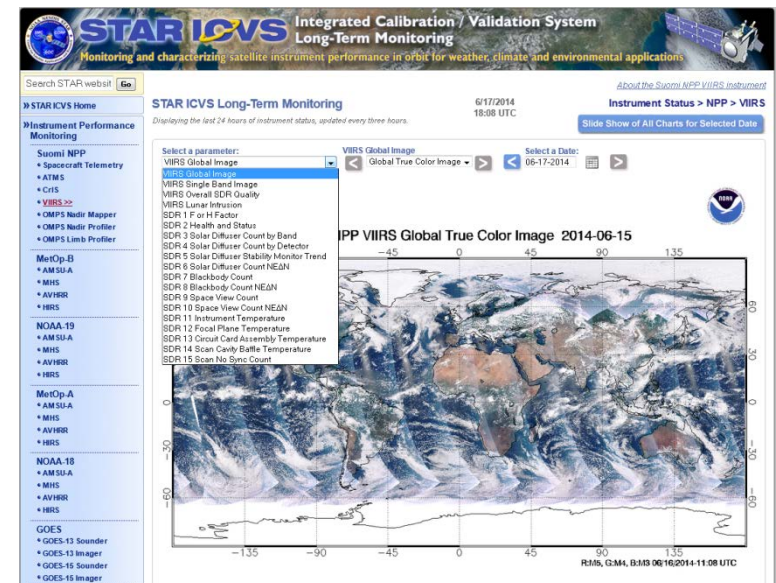 STAR ICVS
Integrated Calibration / Validation System
Long-Term Monitoring
Monitoring and characterizing satellite instrument performance in orbit for weather, climate and environmental applications
Search STAR websit Go
About the Suomi NPP VIIRS instrument
» STAR ICVS Home
STAR ICVS Long-Term Monitoring
6/17/2014
18:08 UTC
Instrument Status > NPP > VIIRS
Displaying the last 24 hours of instrument status, updated every three hours.
Slide Show of All Charts for Selected Date
»Instrument Performance
Monitoring
Suomi NPP
Spacecraft Telemetry
ATMS
CrIS
VIIRS >>
OMPS Nadir Mapper
OMPS Nadir Profiler
OMPS Limb Profiler
MetOp-B
AMSU-A
MHS
AVHRR
HIRS
NOAA-19
AMSU-A
MHS
AVHRR
HIRS
MetOp-A
AMSU-A
MHS
AVHRR
HIRS
NOAA-18
AMSU-A
MHS
AVHRR
HIRS
GOES
GOES-13 Sounder
GOES-13 Imager
GOES-15 Sounder
GOES-15 Imager
Select a parameter:
VIIRS Global Image
VIIRS Global Image
VIIRS Single Band Image
VIIRS Overall SDR Quality
VIIRS Lunar Intrusion
SDR 1 F or H Factor
SDR 2 Health and Status
SDR 3 Solar Diffuser Count by Band
SDR 4 Solar Diffuser Count by Detector
SDR 5 Solar Diffuser Stability Monitor Trend
SDR 6 Solar Diffuser Count NEΔN
SDR 7 Blackbody Count
SDR 8 Blackbody Count NEΔN
SDR 9 Space View Count
SDR 10 Space View Count NEΔN
SDR 11 Instrument Temperature
SDR 12 Focal Plane Temperature
SDR 13 Circuit Card Assembly Temperature
SDR 14 Scan Cavity Baffle Temperature
SDR 15 Scan No Sync Count
VIIRS Global Image
< Global True Color Image >
Select a Date:
< 06-17-2014 >
NOAA
NPP VIIRS Global True Color Image 2014-06-15
−45 0 45 90 135
60
0 0
−30 −30
−60 −60
−135 −90 −45 0 45 90 135
R:M5, G:M4, B:M3 06/16/2014-11:08 UTC